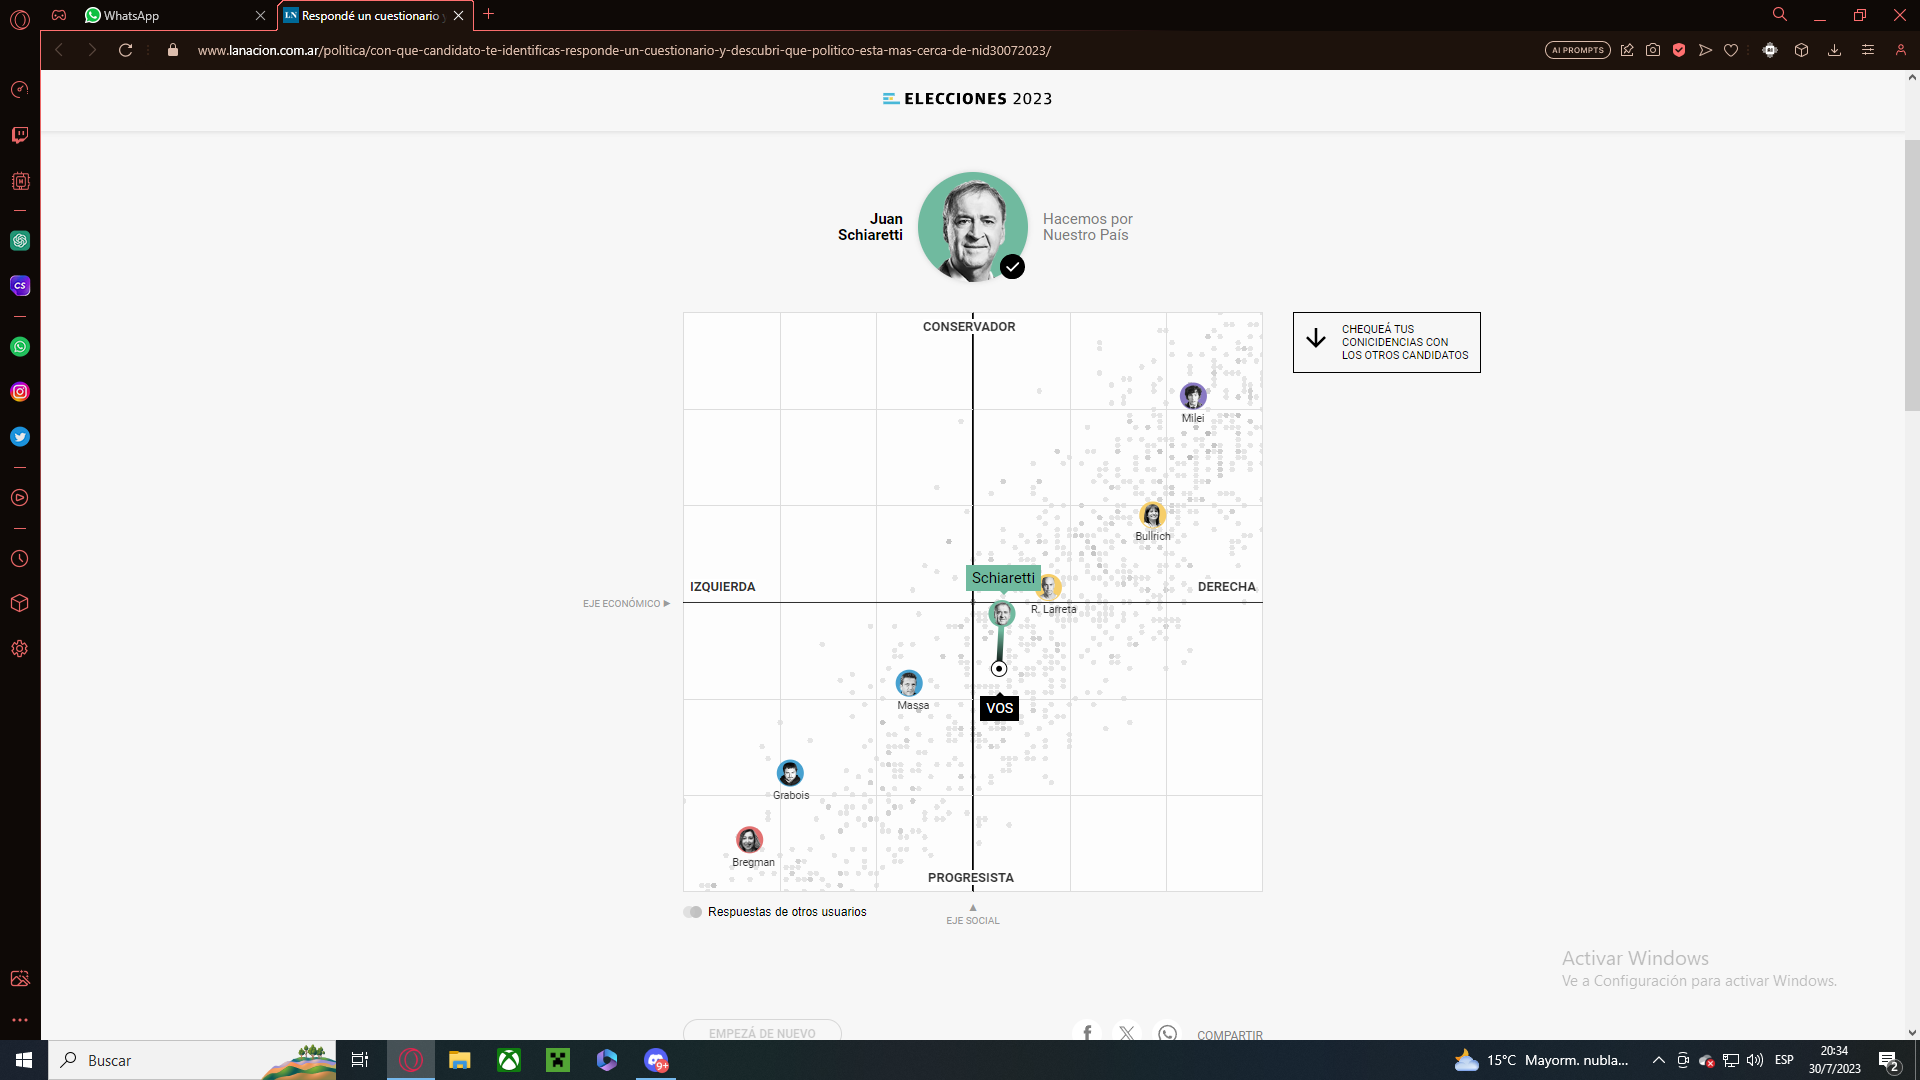 WhatsApp
LN
Respondé un cuestionario y
www.lanacion.com.ar/politica/con-que-candidato-te-identificas-responde-un-cuestionario-y-descubri-que-politico-esta-mas-cerca-de-nid30072023/
AI PROMPTS
ELECCIONES 2023
Juan
Schiaretti
Hacemos por
Nuestro País
CONSERVADOR
CHEQUEÁ TUS
CONICIDENCIAS CON
LOS OTROS CANDIDATOS
Milei
Bullrich
Schiaretti
IZQUIERDA
DERECHA
EJE ECONÓMICO
R. Larreta
Massa
VOS
Grabois
Bregman
PROGRESISTA
Respuestas de otros usuarios
EJE SOCIAL
Activar Windows
Ve a Configuración para activar Windows.
EMPEZÁ DE NUEVO
COMPARTIR
CS
Buscar
9+
15°C Mayorm. nubla...
ESP
20:34
30/7/2023
2